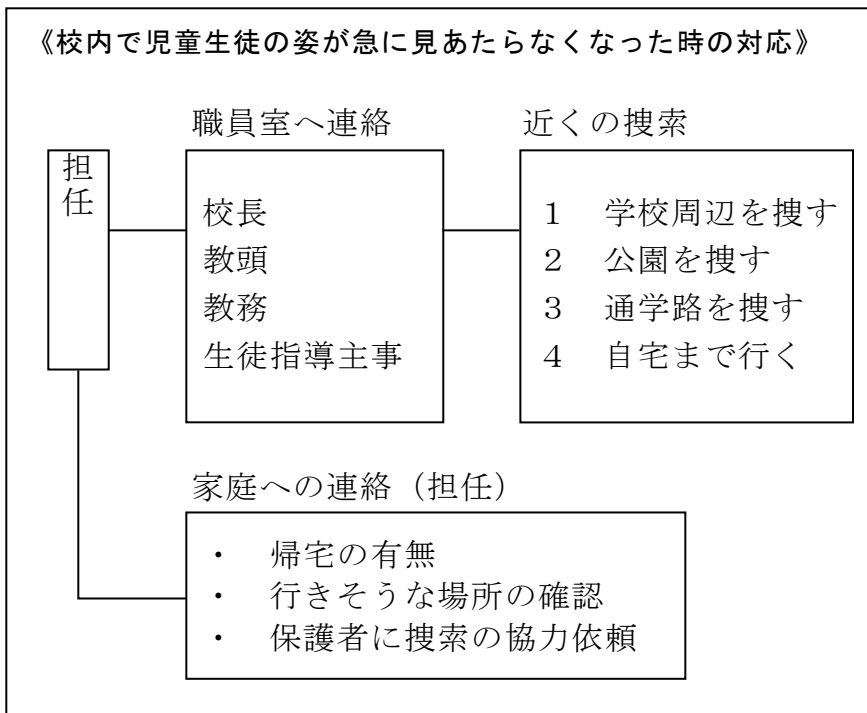 《校内で児童生徒の姿が急に見あたらなくなった時の対応》
担任
職員室へ連絡
校長
教頭
教務
生徒指導主事
近くの捜索
１　学校周辺を捜す
２　公園を捜す
３　通学路を捜す
４　自宅まで行く
家庭への連絡（担任）
・　帰宅の有無
・　行きそうな場所の確認
・　保護者に捜索の協力依頼